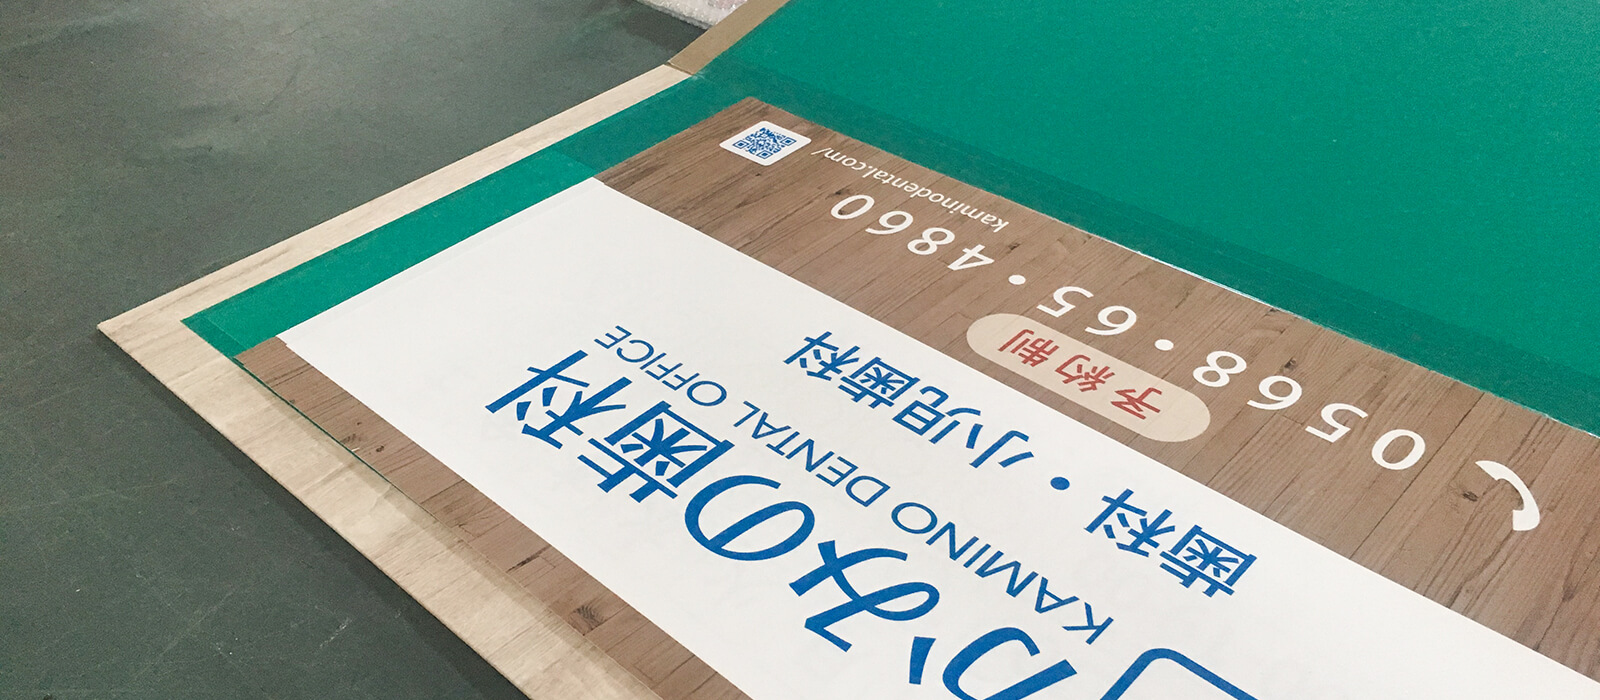 かみの歯科
KAMINO DENTAL OFFICE
歯科・小児歯科
予約制
0568・65・4860
kaminodental.com/